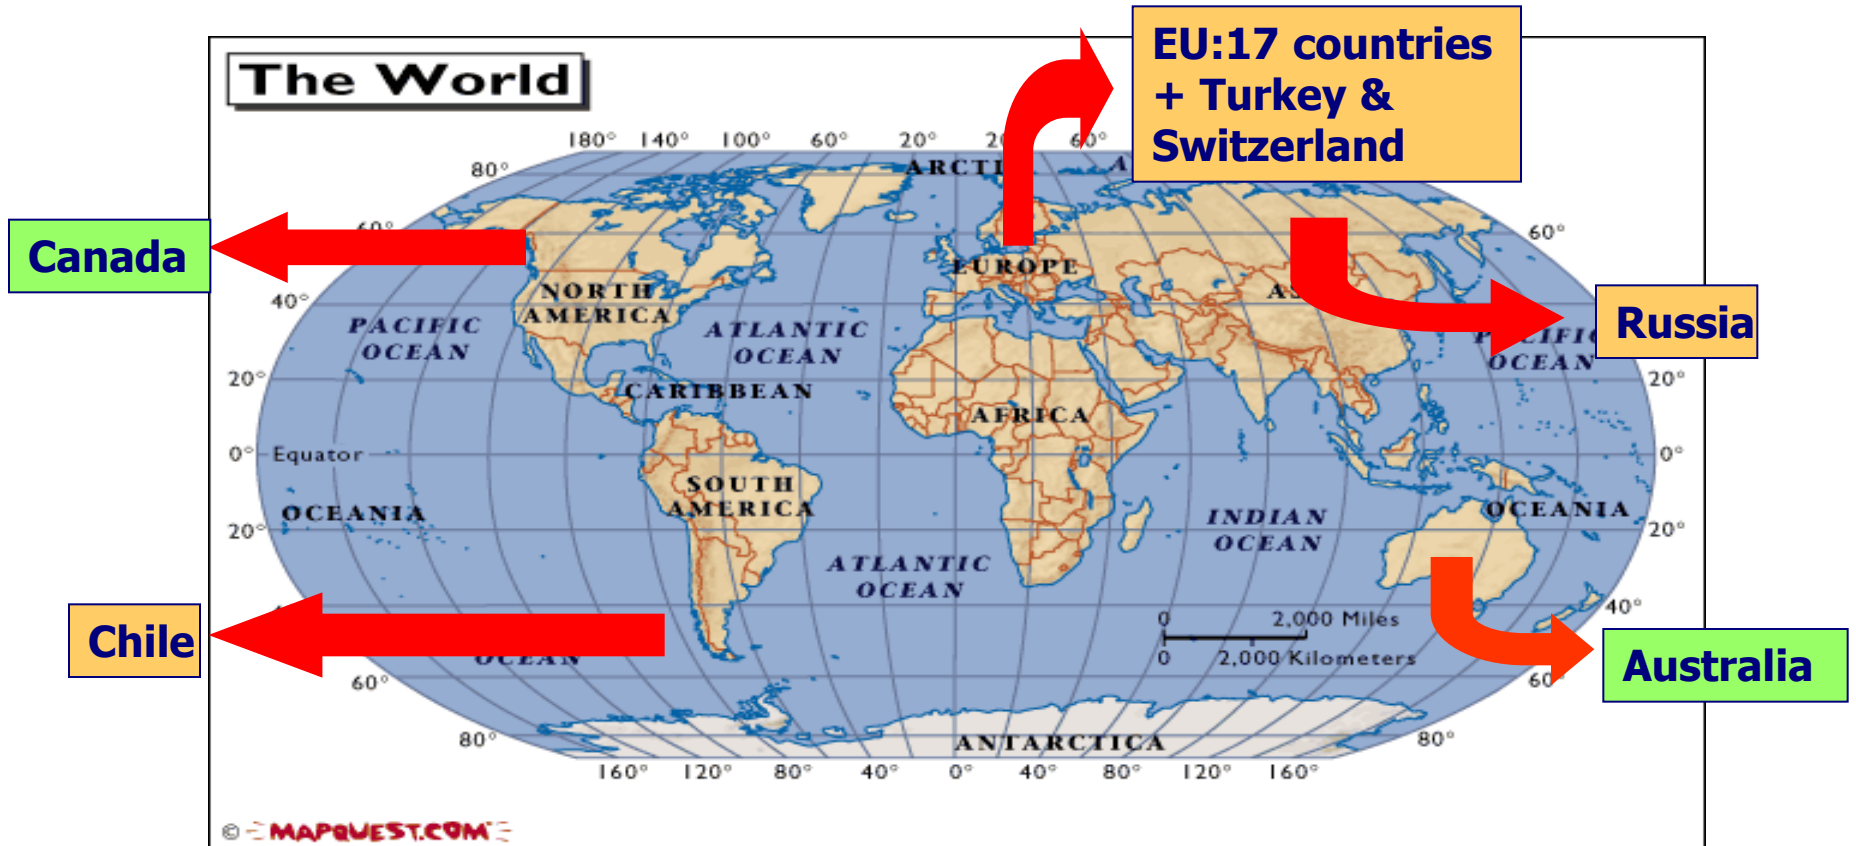 The World
EU:17 countries
+ Turkey &
Switzerland
180° 140° 100° 60° 20° 60°
80°
ARCTI
A
Canada
60°
60°
EUROPE
NORTH
AMERICA
40°
Russia
PACIFIC
OCEAN
ATLANTIC
OCEAN
OCEAN
20°
CARIBBEAN
20°
AFRICA
0° Equator
0°
SOUTH
AMERICA
OCEANIA
OCEANIA
20°
INDIAN
OCEAN
20°
ATLANTIC
OCEAN
40°
0 2,000 Miles
0 2,000 Kilometers
Chile
OCEAN
Australia
60°
60°
80°
ANTARCTICA
80°
160° 120° 80° 40° 0° 40° 80° 120° 160°
© MAPQUEST.COM